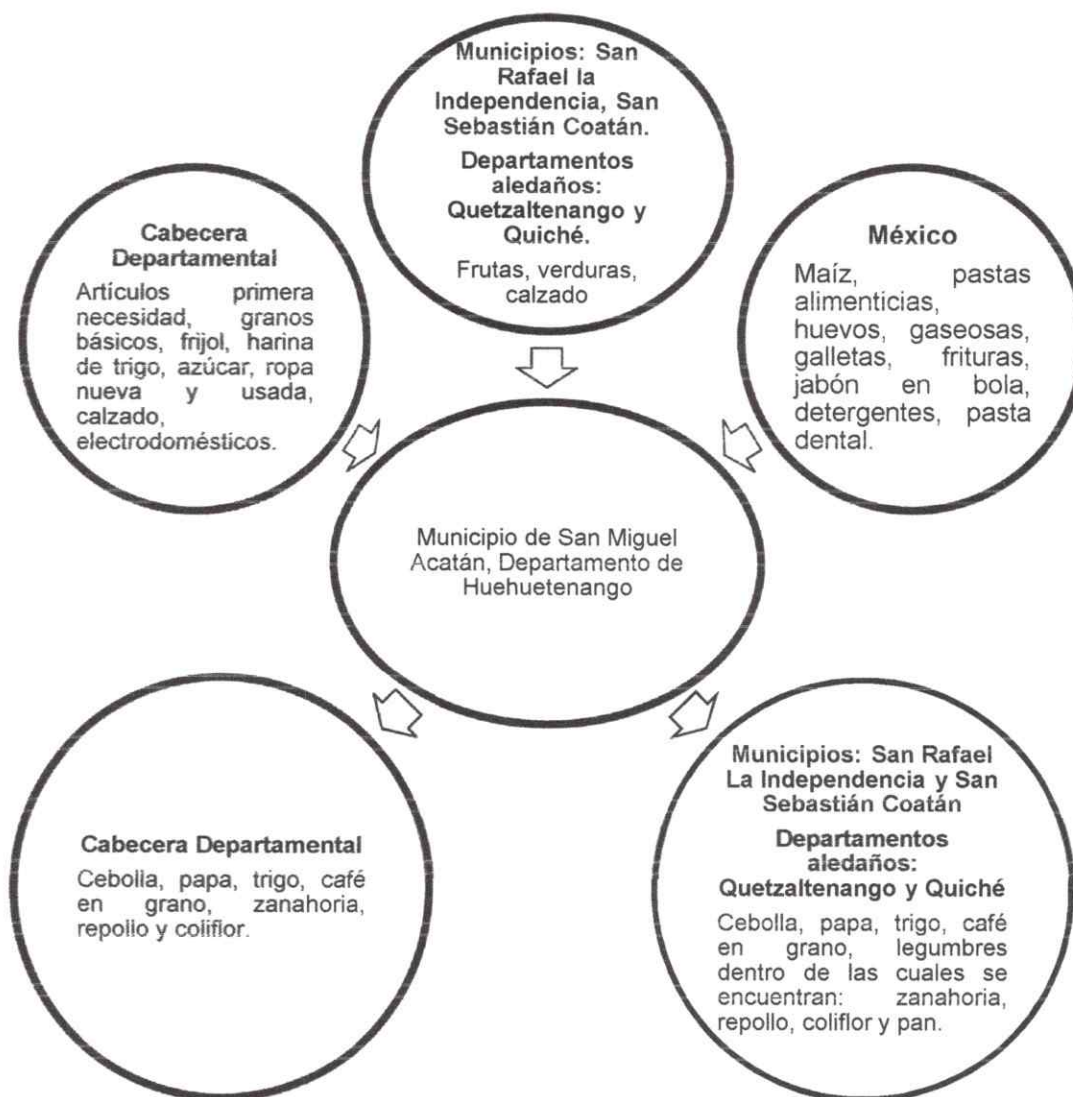 Municipios: San
Rafael la
Independencia, San
Sebastián Coatán.
Departamentos
aledaños:
Quetzaltenango y
Quiché.
Frutas, verduras,
calzado
Cabecera
Departamental
Artículos primera
necesidad, granos
básicos, frijol, harina
de trigo, azúcar, ropa
nueva y usada,
calzado,
electrodomésticos.
México
Maíz, pastas
alimenticias,
huevos, gaseosas,
galletas, frituras,
jabón en bola,
detergentes, pasta
dental.
Municipio de San Miguel
Acatán, Departamento de
Huehuetenango
Cabecera Departamental
Cebolla, papa, trigo, café
en grano, zanahoria,
repollo y coliflor.
Municipios: San Rafael
La Independencia y San
Sebastián Coatán
Departamentos
aledaños:
Quetzaltenango y Quiché
Cebolla, papa, trigo, café
en grano, legumbres
dentro de las cuales se
encuentran: zanahoria,
repollo, coliflor y pan.